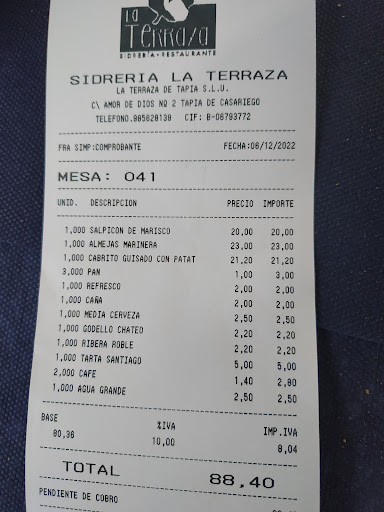 LA
TERRAZA
SIDRERÍA - RESTAURANTE
SIDRERIA LA TERRAZA
LA TERRAZA DE TAPIA S.L.U.
C\ AMOR DE DIOS NO 2 TAPIA DE CASARIEGO
TELEFONO.985628139 CIF: B-06793772
FRA SIMP:COMPROBANTE FECHA:06/12/2022
MESA: 041
UNID. DESCRIPCION PRECIO IMPORTE
1,000 SALPICON DE MARISCO 20,00 20,00
1,000 ALMEJAS MARINERA 23,00 23,00
1,000 CABRITO GUISADO CON PATAT 21,20 21,20
3,000 PAN 1,00 3,00
1,000 REFRESCO 2,00 2,00
1,000 CAÑA 2,00 2,00
1,000 MEDIA CERVEZA 2,50 2,50
1,000 GODELLO CHATEO 2,20 2,20
1,000 RIBERA ROBLE 2,20 2,20
1,000 TARTA SANTIAGO 5,00 5,00
2,000 CAFE 1,40 2,80
1,000 AGUA GRANDE 2,50 2,50
BASE %IVA IMP.IVA
80,36 10,00 8,04
TOTAL 88,40
PENDIENTE DE COBRO